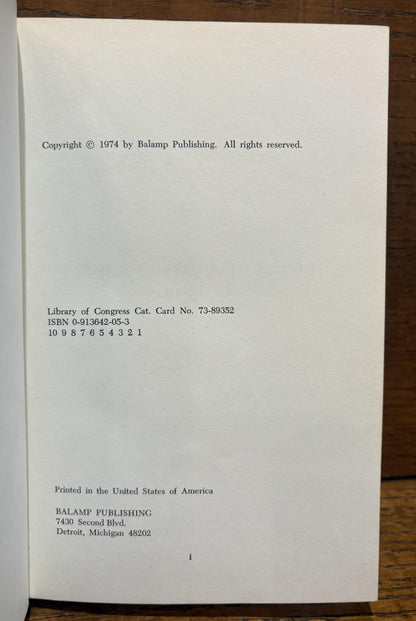 Copyright © 1974 by Balamp Publishing. All rights reserved.
Library of Congress Cat. Card No. 73-89352
ISBN 0-913642-05-3
10 9 8 7 6 5 4 3 2 1
Printed in the United States of America
BALAMP PUBLISHING
7430 Second Blvd.
Detroit, Michigan 48202
i